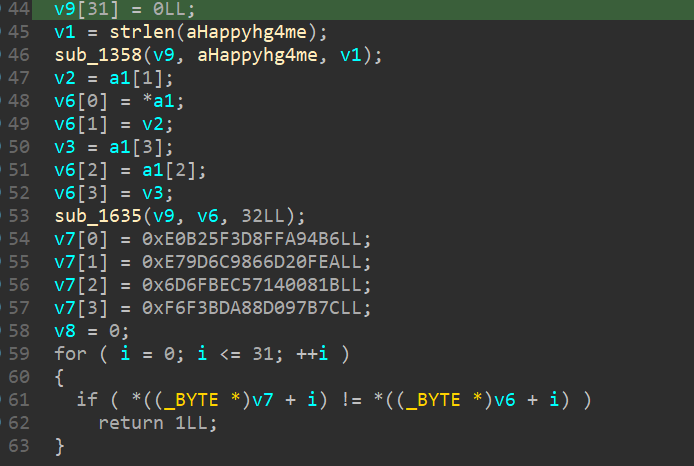 44 v9[31] = 0LL;
45 v1 = strlen(aHappyhg4me);
46 sub_1358(v9, aHappyhg4me, v1);
47 v2 = a1[1];
48 v6[0] = *a1;
49 v6[1] = v2;
50 v3 = a1[3];
51 v6[2] = a1[2];
52 v6[3] = v3;
53 sub_1635(v9, v6, 32LL);
54 v7[0] = 0xE0B25F3D8FFA94B6LL;
55 v7[1] = 0xE79D6C9866D20FEALL;
56 v7[2] = 0x6D6FBEC57140081BLL;
57 v7[3] = 0xF6F3BDA88D097B7CLL;
58 v8 = 0;
59 for ( i = 0; i <= 31; ++i )
60 {
61 if ( *((_BYTE *)v7 + i) != *((_BYTE *)v6 + i) )
62 return 1LL;
63 }